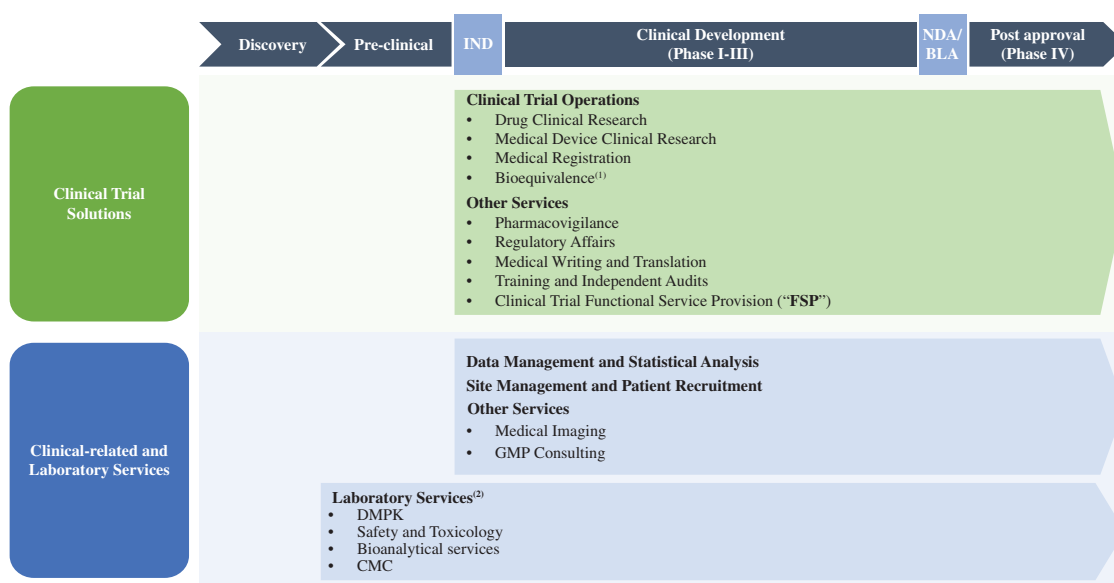 Discovery
Pre-clinical
IND
Clinical Development
(Phase I-III)
NDA/
BLA
Post approval
(Phase IV)
Clinical Trial
Solutions
Clinical Trial Operations
• Drug Clinical Research
• Medical Device Clinical Research
• Medical Registration
• Bioequivalence(1)
Other Services
• Pharmacovigilance
• Regulatory Affairs
• Medical Writing and Translation
• Training and Independent Audits
• Clinical Trial Functional Service Provision (“FSP”)
Clinical-related and
Laboratory Services
Data Management and Statistical Analysis
Site Management and Patient Recruitment
Other Services
• Medical Imaging
• GMP Consulting
Laboratory Services(2)
• DMPK
• Safety and Toxicology
• Bioanalytical services
• CMC